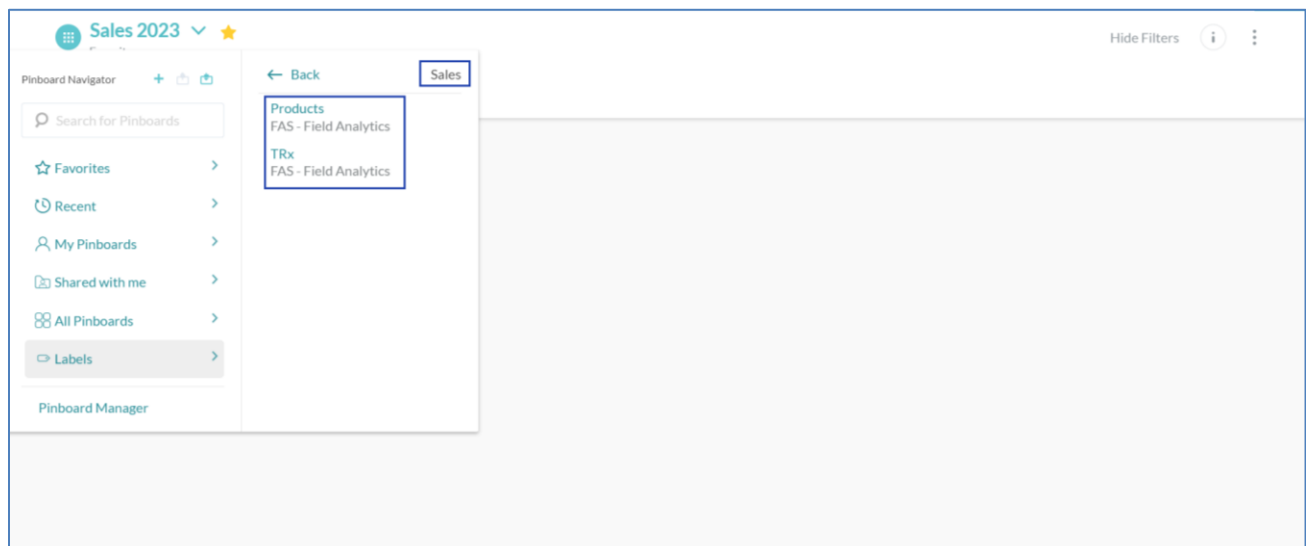 Sales 2023
Hide Filters
Pinboard Navigator
Search for Pinboards
Favorites
Recent
My Pinboards
Shared with me
All Pinboards
Labels
Pinboard Manager
← Back
Sales
Products
FAS - Field Analytics
TRx
FAS - Field Analytics